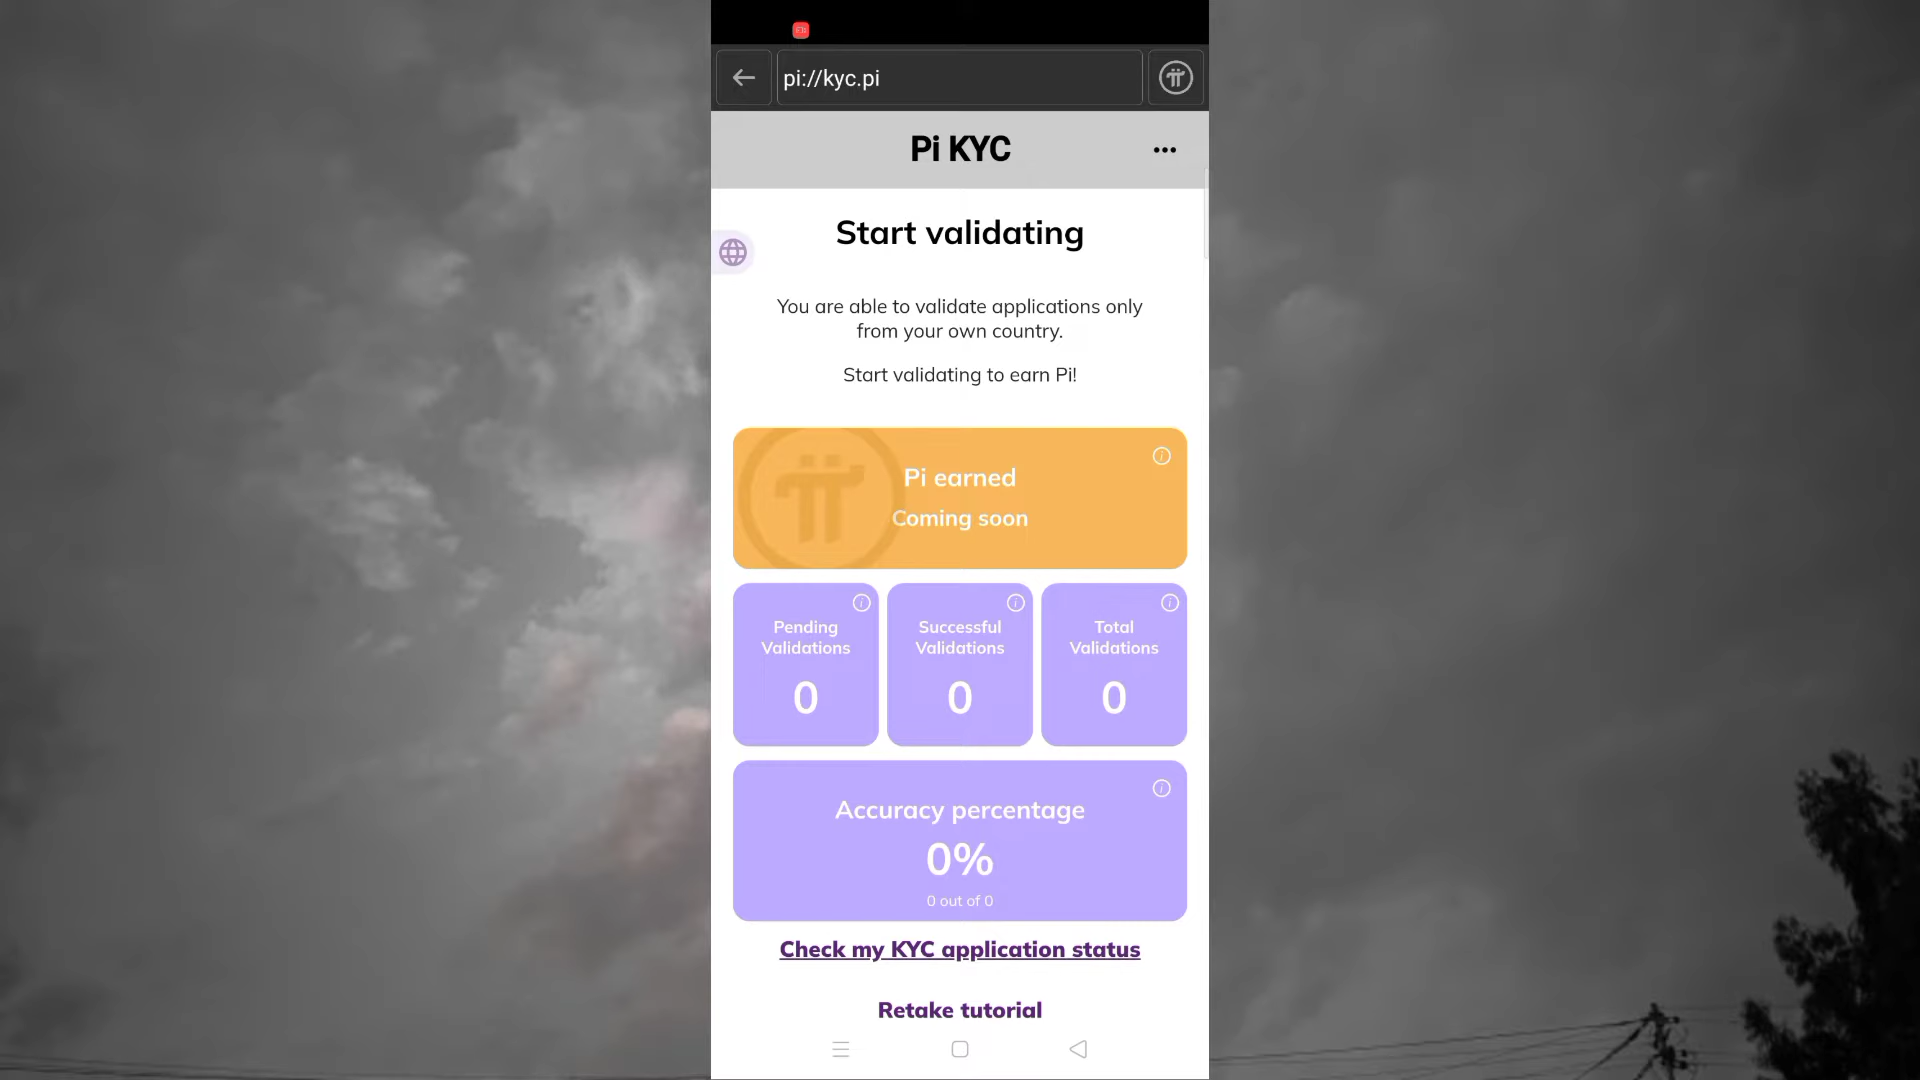 pi://kyc.pi
Pi KYC
Start validating
You are able to validate applications only
from your own country.
Start validating to earn Pi!
Pi earned
Coming soon
Pending
Validations
0
Successful
Validations
0
Total
Validations
0
Accuracy percentage
0%
0 out of 0
Check my KYC application status
Retake tutorial